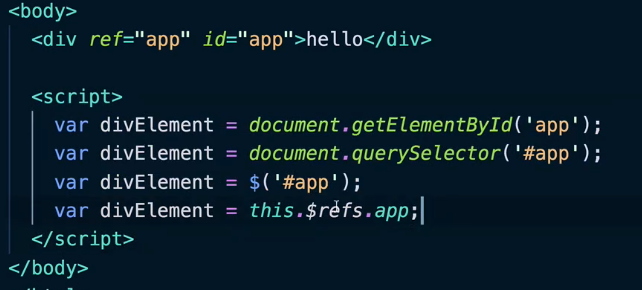 <body>
<div ref="app" id="app">hello</div>
<script>
var divElement = document.getElementById('app');
var divElement = document.querySelector('#app');
var divElement = $('#app');
var divElement = this.$refs.app;
</script>
</body>